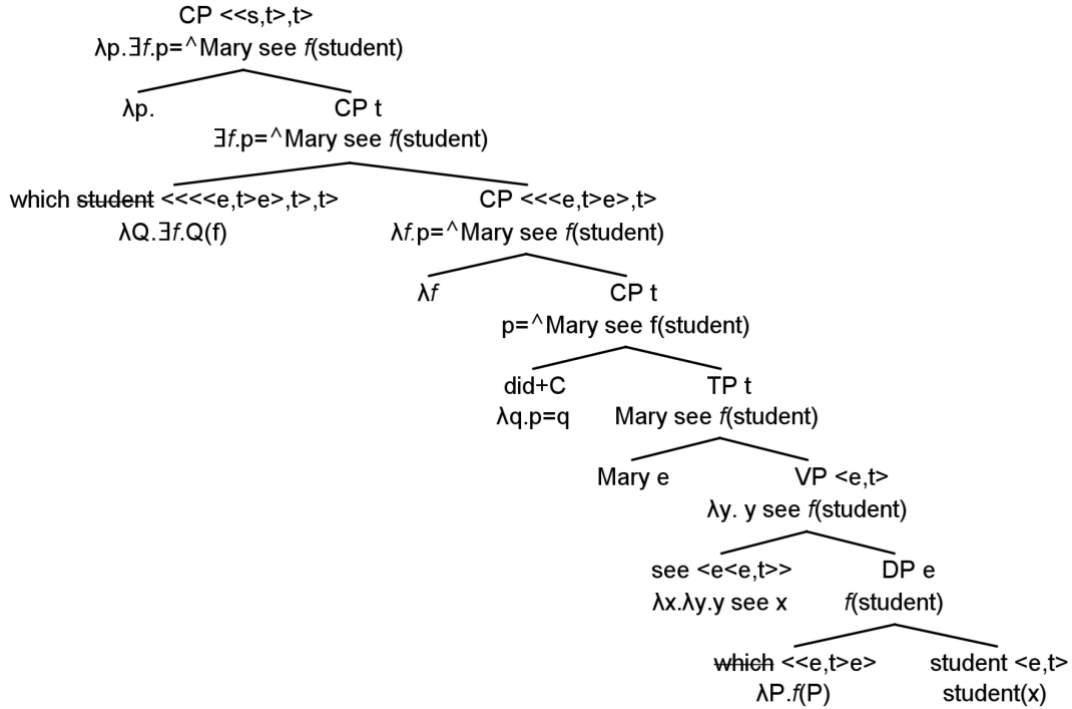 CP <<s,t>,t>
λp.∃f.p=^Mary see f(student)
λp. CP t
∃f.p=^Mary see f(student)
which student <<<<e,t>e>,t>,t> CP <<<e,t>e>,t>
λQ.∃f.Q(f) λf.p=^Mary see f(student)
λf CP t
p=^Mary see f(student)
did+C TP t
λq.p=q Mary see f(student)
Mary e VP <e,t>
λy. y see f(student)
see <e<e,t>> DP e
λx.λy.y see x f(student)
which <<e,t>e> student <e,t>
λP.f(P) student(x)